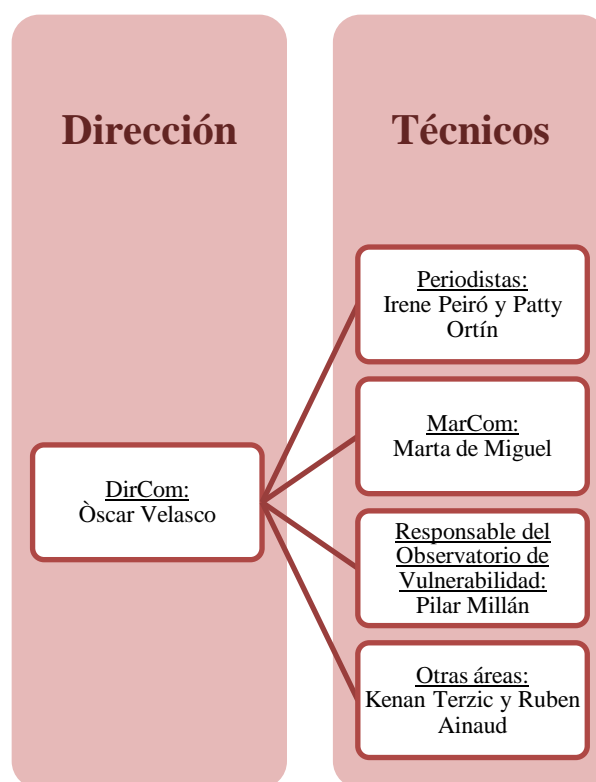 Dirección
Técnicos
Periodistas:
Irene Peiró y Patty
Ortín
MarCom:
Marta de Miguel
DirCom:
Òscar Velasco
Responsable del
Observatorio de
Vulnerabilidad:
Pilar Millán
Otras áreas:
Kenan Terzic y Ruben
Ainaud